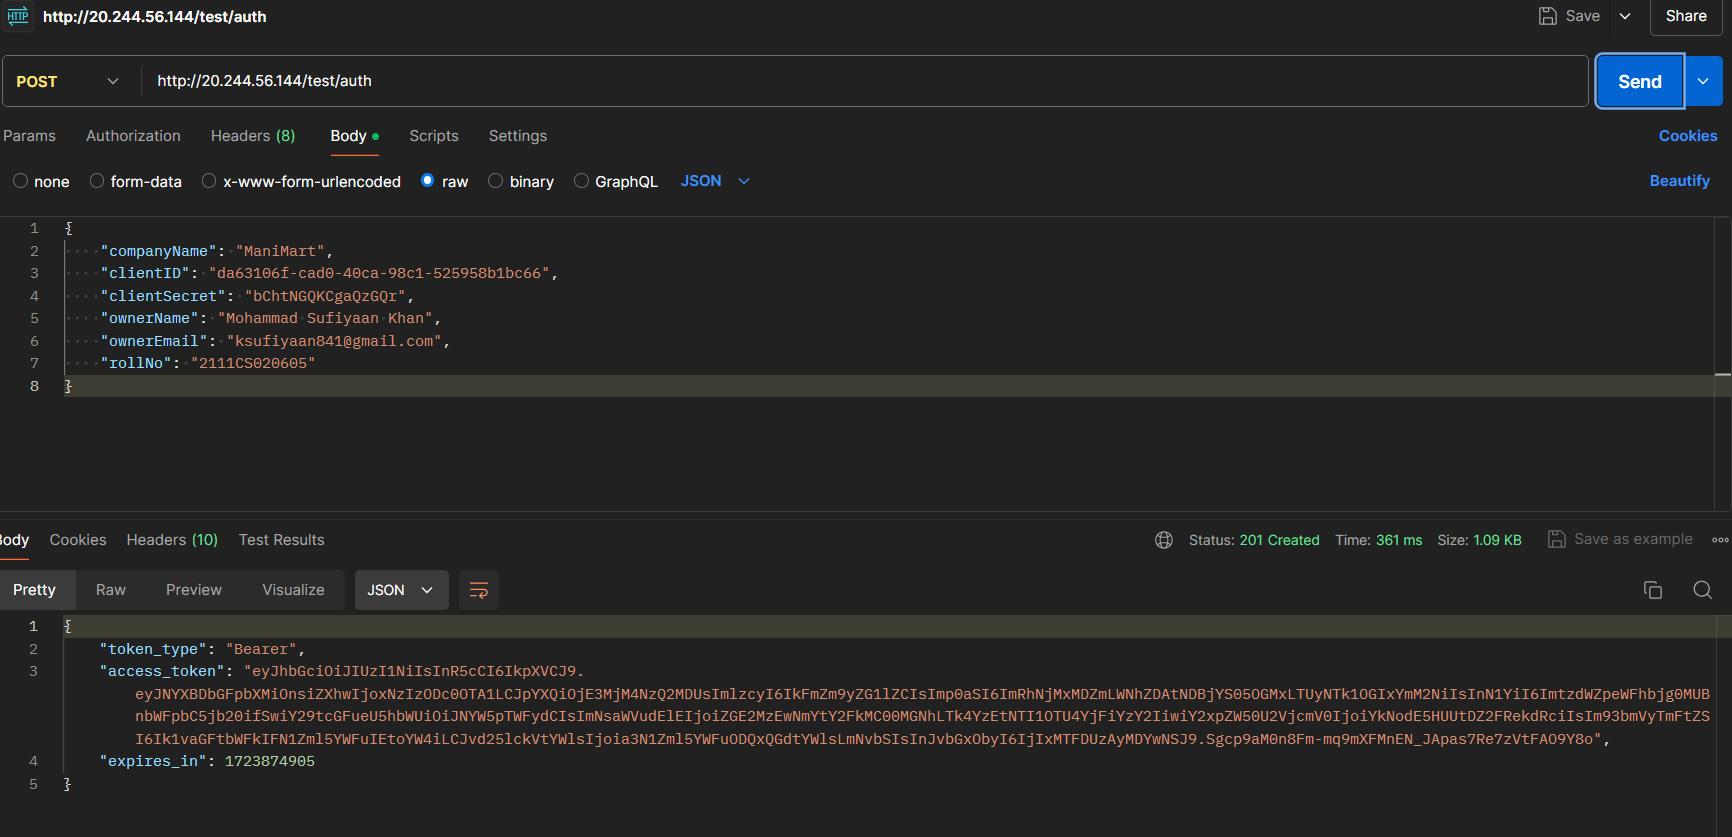 HTTP http://20.244.56.144/test/auth Save Share
POST http://20.244.56.144/test/auth Send
Params Authorization Headers (8) Body Scripts Settings Cookies
none form-data x-www-form-urlencoded raw binary GraphQL JSON Beautify
1 {
2 "companyName": "ManiMart",
3 "clientID": "da63106f-cad0-40ca-98c1-525958b1bc66",
4 "clientSecret": "bChtNGQKCgaQzGQr",
5 "ownerName": "Mohammad Sufiyaan Khan",
6 "ownerEmail": "ksufiyaan841@gmail.com",
7 "rollNo": "2111CS020605"
8 }
Body Cookies Headers (10) Test Results Status: 201 Created Time: 361 ms Size: 1.09 KB Save as example
Pretty Raw Preview Visualize JSON
1 {
2 "token_type": "Bearer",
3 "access_token": "eyJhbGciOiJIUzI1NiIsInR5cCI6IkpXVCJ9.
eyJNYXBDbGFpbXMiOnsiZXhwIjoxNzIzODc0OTA1LCJpYXQiOjE3MjM4NzQ2MDUsImlzcyI6IkFmZm9yZG1lZCIsImp0aSI6ImRhNjMxMDZmLWNhZDAtNDBjYS05OGMxLTUyNTk1OGIxYmM2NiIsInN1YiI6ImtzdWZpeWFhbjg0MUB
nbWFpbC5jb20ifSwiY29tcGFueU5hbWUiOiJNYW5pTWFydCIsImNsaWVudElEIjoiZGE2MzEwNmYtY2FkMC00MGNhLTk4YzEtNTI1OTU4YjFiYzY2IiwiY2xpZW50U2VjcmV0IjoiYkNodE5HUUtDZ2FRekdRciIsIm93bmVyTmFtZS
I6Ik1vaGFtbWFkIFN1Zml5YWFuIEtoYW4iLCJvd25lckVtYWlsIjoia3N1Zml5YWFuODQxQGdtYWlsLmNvbSIsInJvbGxObyI6IjIxMTFDUzAyMDYwNSJ9.Sgcp9aM0n8Fm-mq9mXFMnEN_JApas7Re7zVtFAO9Y8o",
4 "expires_in": 1723874905
5 }